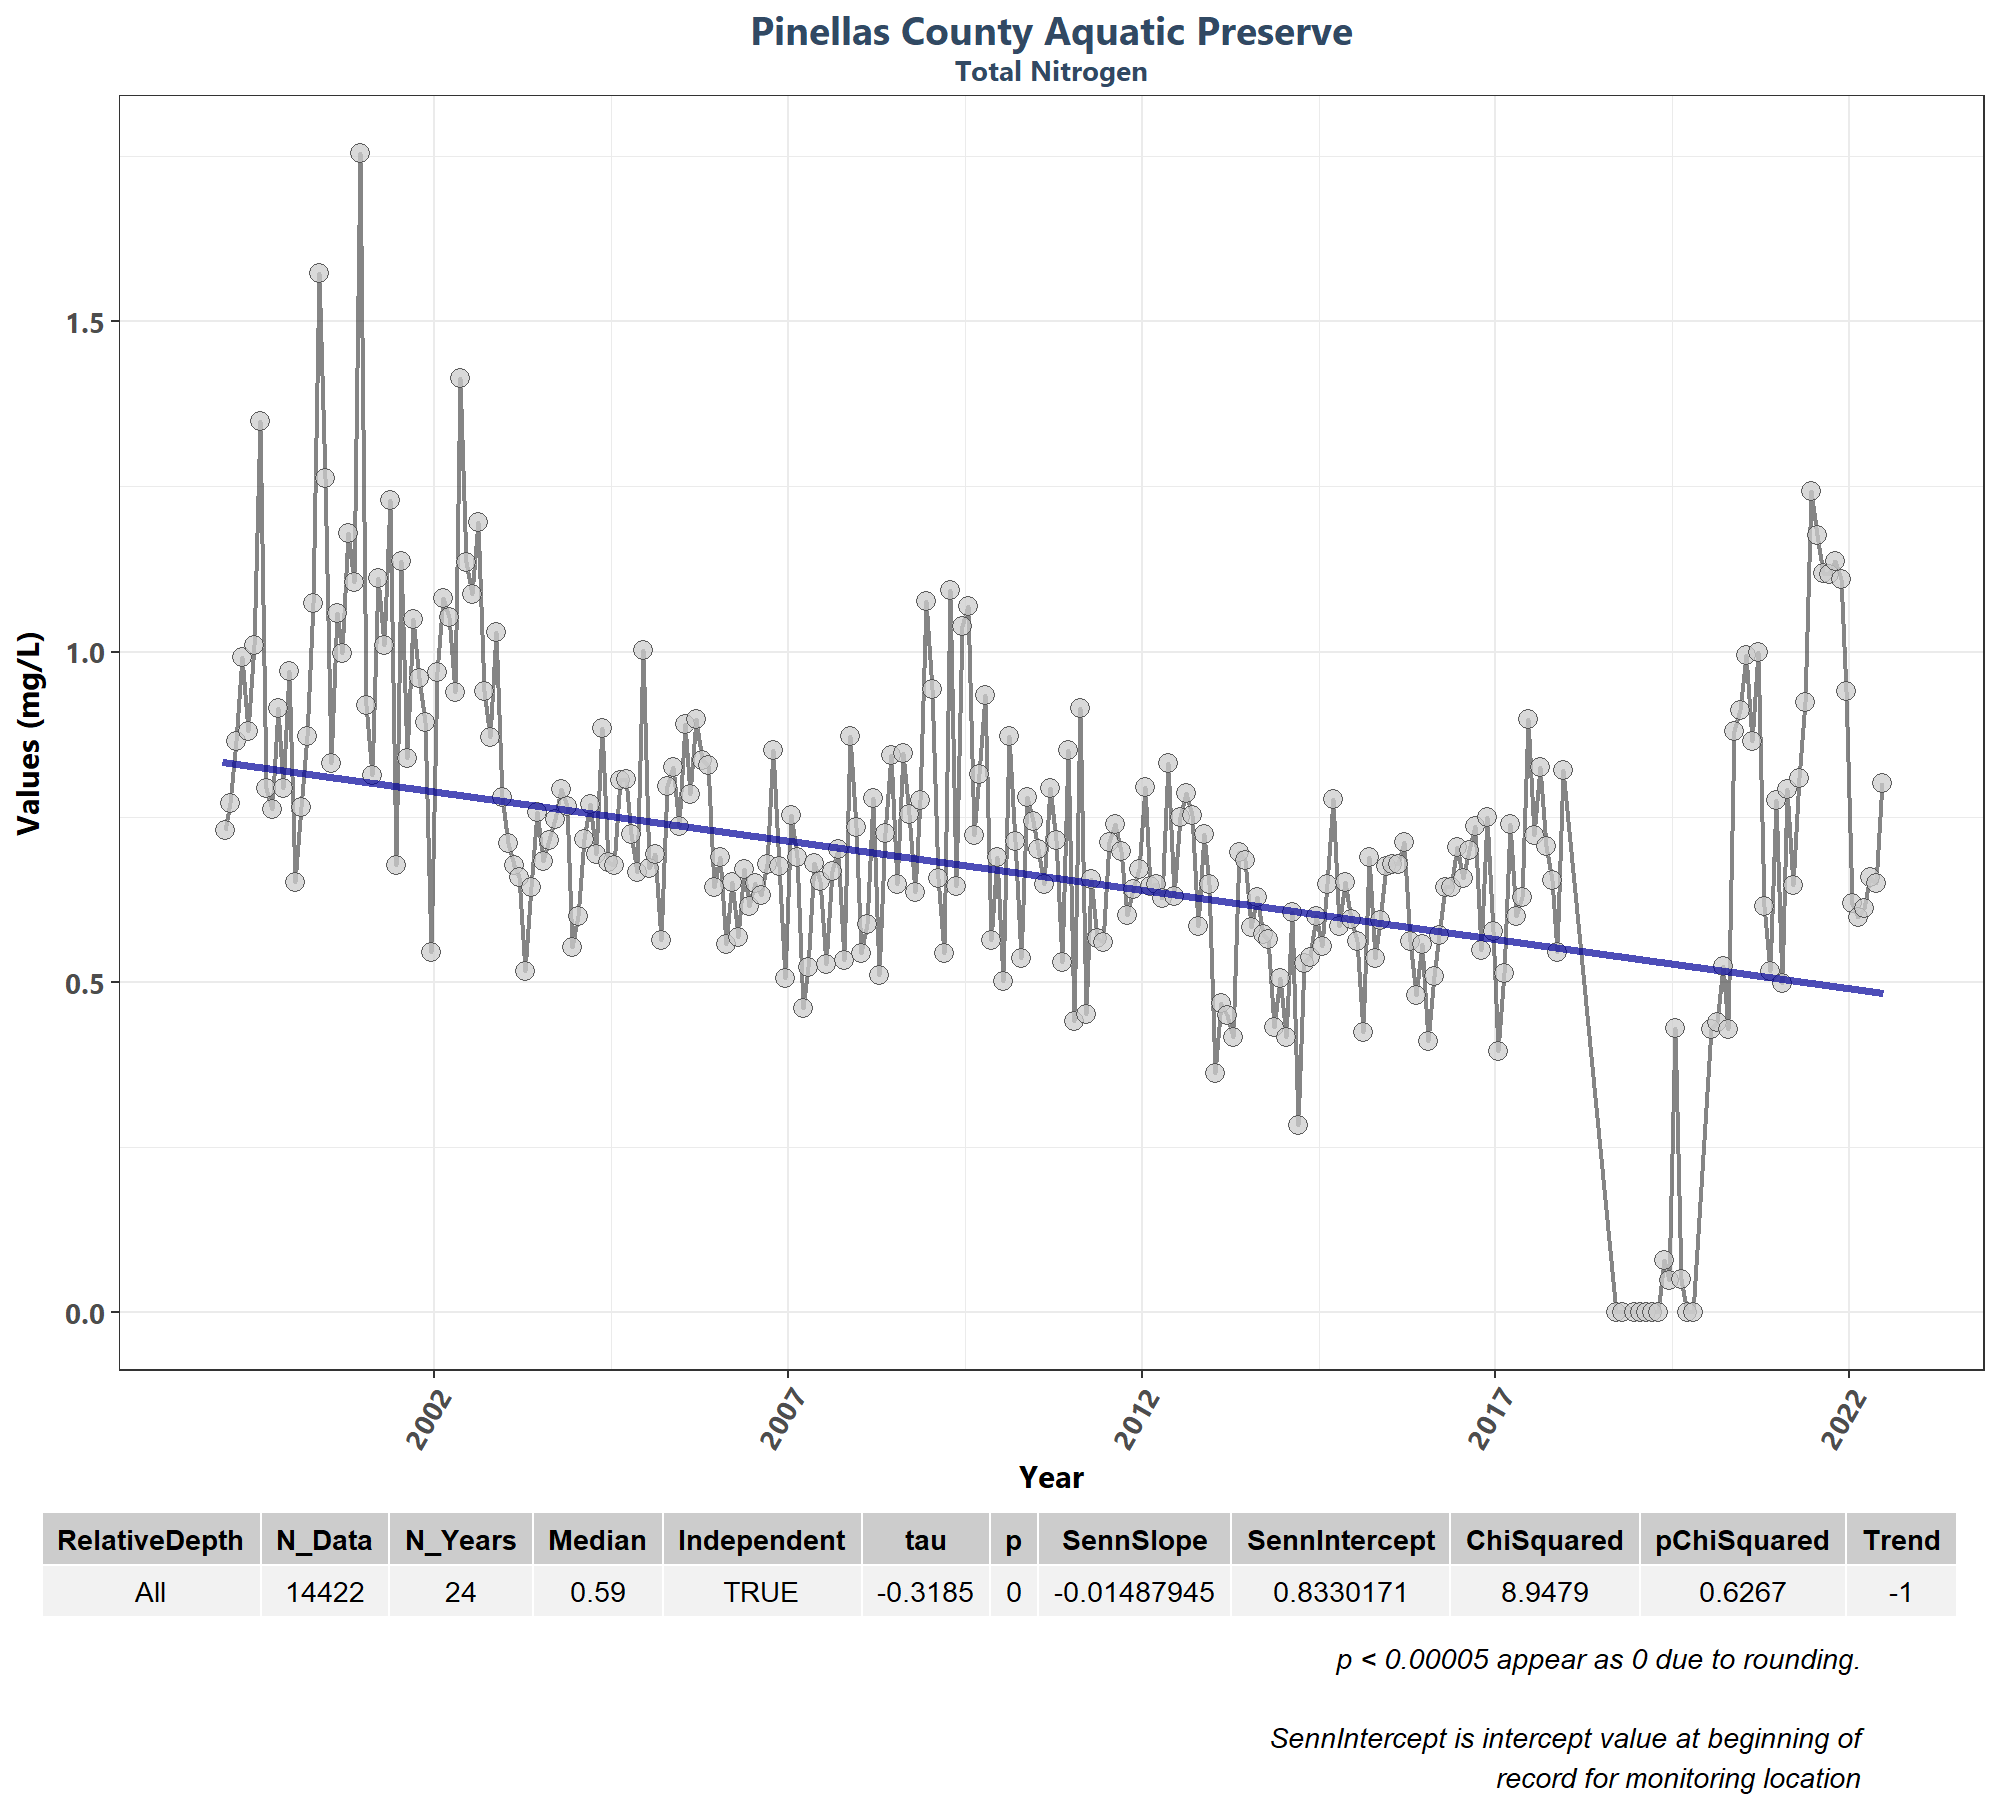 Pinellas County Aquatic Preserve
Total Nitrogen
Values (mg/L)
1.5
1.0
0.5
0.0
2002
2007
2012
2017
2022
Year
RelativeDepth N_Data N_Years Median Independent tau p SennSlope SennIntercept ChiSquared pChiSquared Trend
All 14422 24 0.59 TRUE -0.3185 0 -0.01487945 0.8330171 8.9479 0.6267 -1
p < 0.00005 appear as 0 due to rounding.
SennIntercept is intercept value at beginning of
record for monitoring location